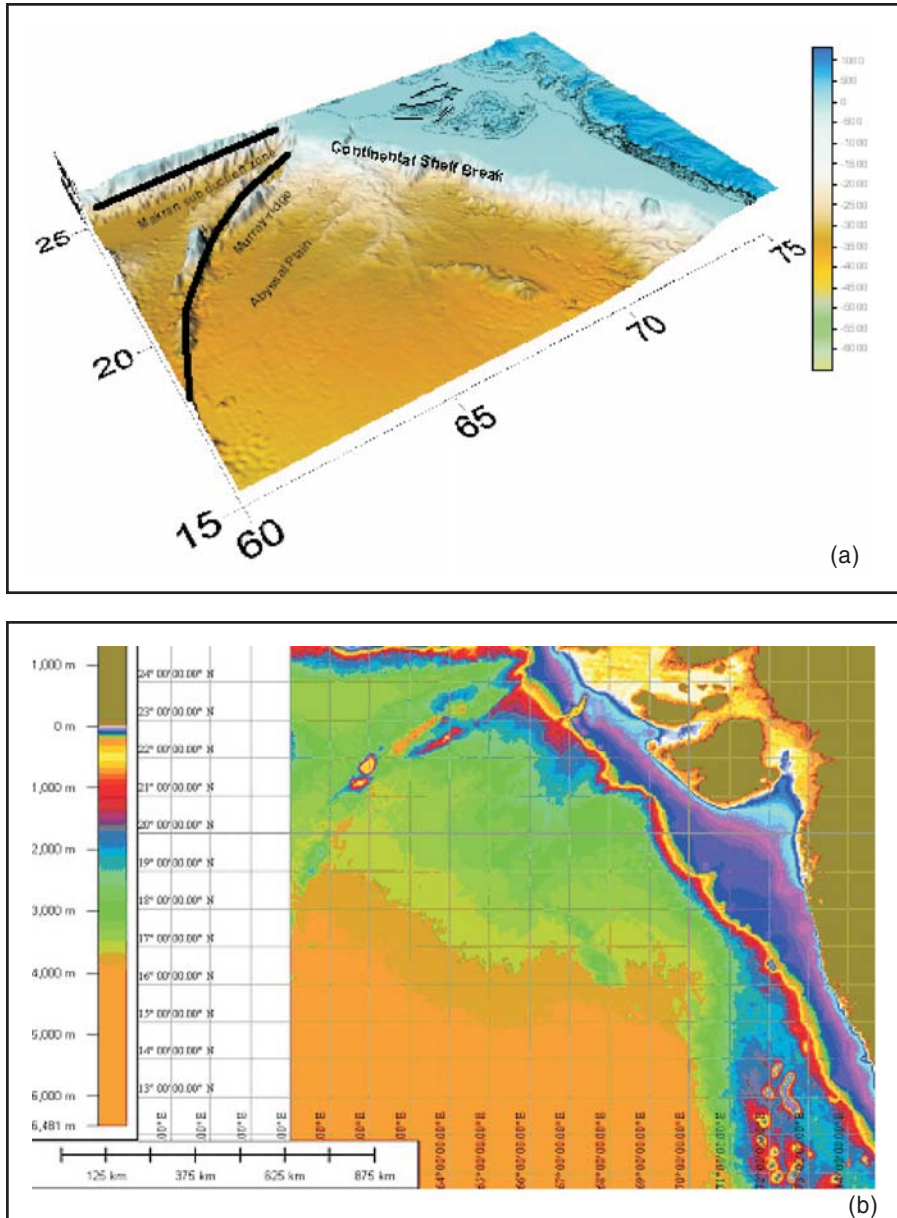 1000
500
0
-500
-1000
-1500
-2000
-2500
-3000
-3500
-4000
-4500
-5000
-5500
-6000
Continental Shelf Break
Makran subduction zone
Murray ridge
Abyssal Plain
25
20
15
60
65
70
75
(a)
1,000 m
0 m
1,000 m
2,000 m
3,000 m
4,000 m
5,000 m
6,000 m
6,481 m
24° 00'00.00" N
23° 00'00.00" N
22° 00'00.00" N
21° 00'00.00" N
20° 00'00.00" N
19° 00'00.00" N
18° 00'00.00" N
17° 00'00.00" N
16° 00'00.00" N
15° 00'00.00" N
14° 00'00.00" N
13° 00'00.00" N
125 km 375 km 625 km 875 km
(b)